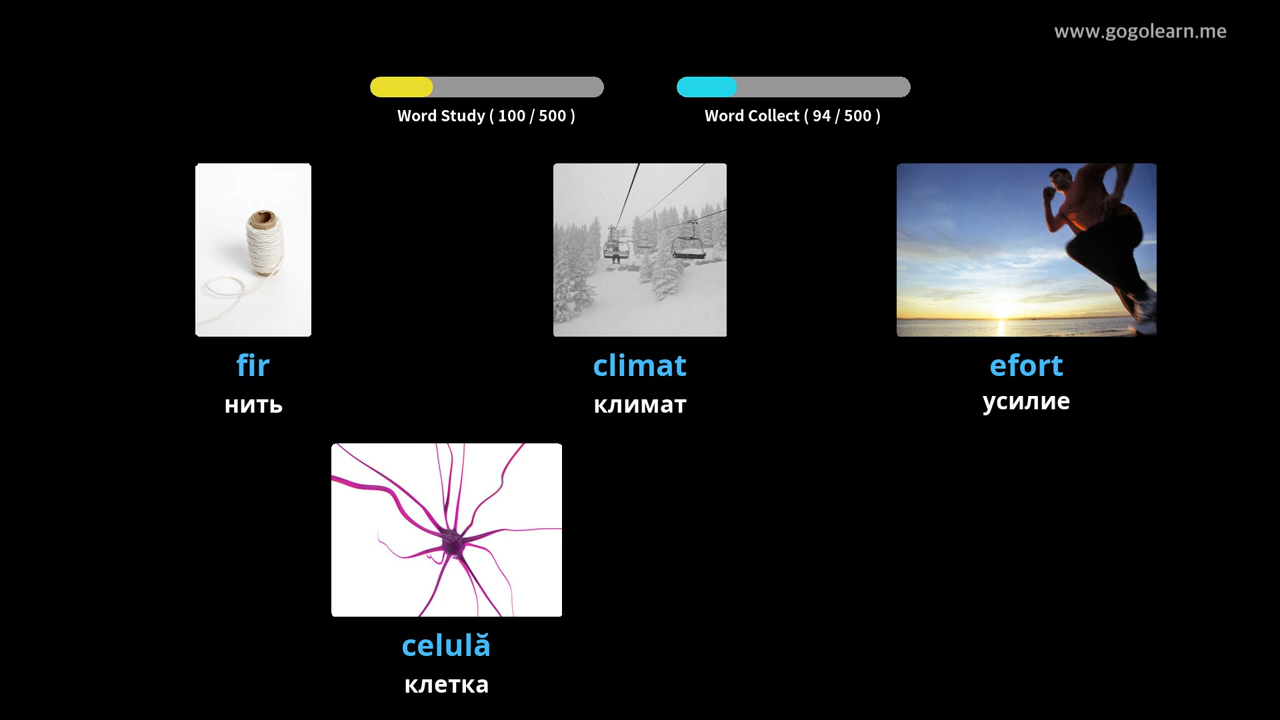 www.gogolearn.me
Word Study ( 100 / 500 )
Word Collect ( 94 / 500 )
fir
climat
efort
нить
климат
усилие
celulă
клетка